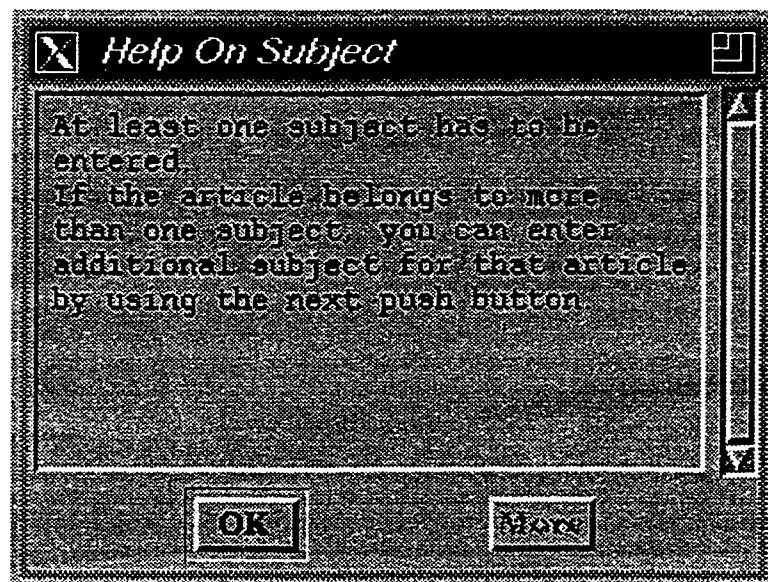 Help On Subject
At least one subject has to be
entered.
If the article belongs to more
than one subject, you can enter
additional subject for that article
by using the next push button.
OK
More